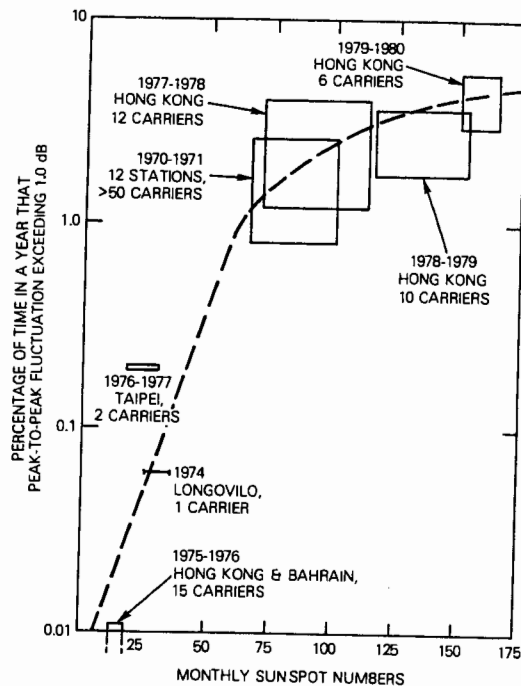 PERCENTAGE OF TIME IN A YEAR THAT
PEAK-TO-PEAK FLUCTUATION EXCEEDING 1.0 dB
10
1.0
0.1
0.01
1979-1980
HONG KONG
6 CARRIERS
1977-1978
HONG KONG
12 CARRIERS
1970-1971
12 STATIONS,
>50 CARRIERS
1978-1979
HONG KONG
10 CARRIERS
1976-1977
TAIPEI,
2 CARRIERS
1974
LONGOVILO,
1 CARRIER
1975-1976
HONG KONG & BAHRAIN,
15 CARRIERS
25 50 75 100 125 150 175
MONTHLY SUNSPOT NUMBERS